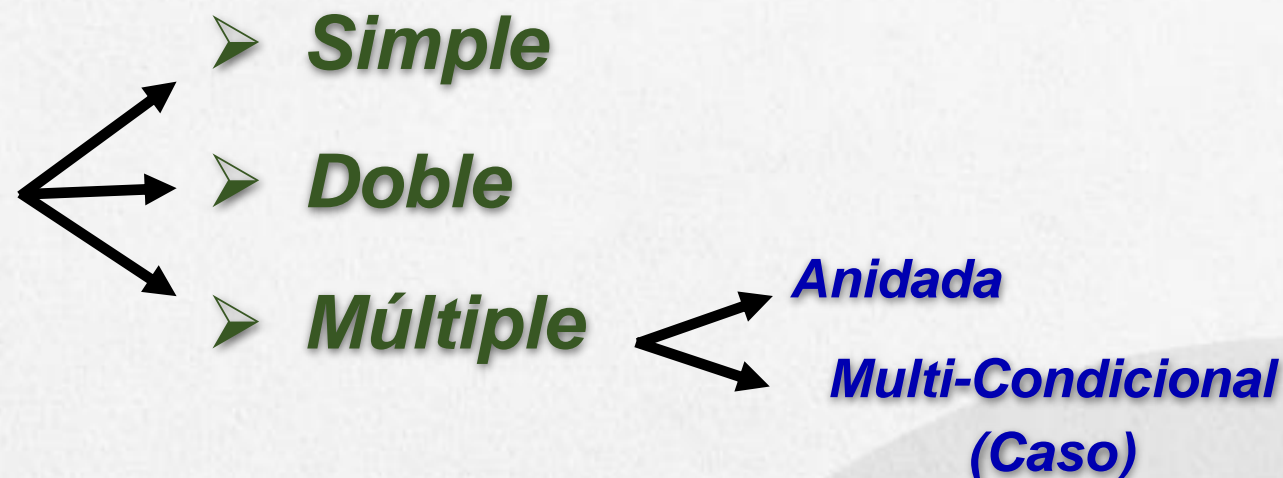 Simple
Doble
Múltiple
Anidada
Multi-Condicional
(Caso)